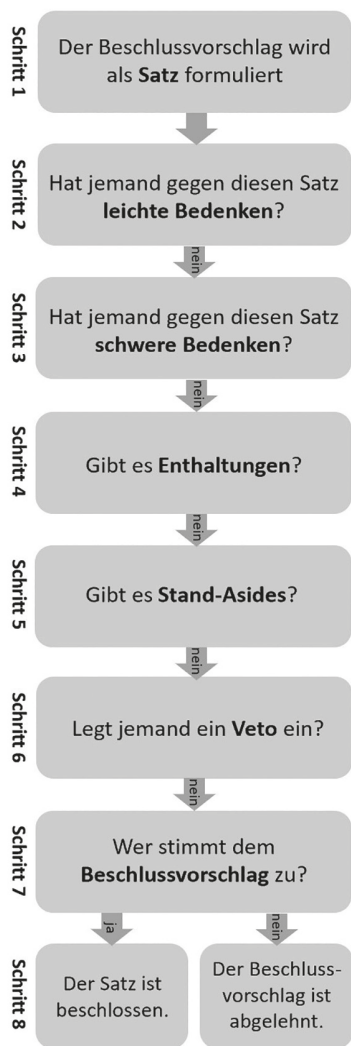 Schritt 1
Der Beschlussvorschlag wird
als Satz formuliert
Schritt 2
Hat jemand gegen diesen Satz
leichte Bedenken?
nein
Schritt 3
Hat jemand gegen diesen Satz
schwere Bedenken?
nein
Schritt 4
Gibt es Enthaltungen?
nein
Schritt 5
Gibt es Stand-Asides?
nein
Schritt 6
Legt jemand ein Veto ein?
nein
Schritt 7
Wer stimmt dem
Beschlussvorschlag zu?
ja
nein
Schritt 8
Der Satz ist
beschlossen.
Der Beschluss-
vorschlag ist
abgelehnt.